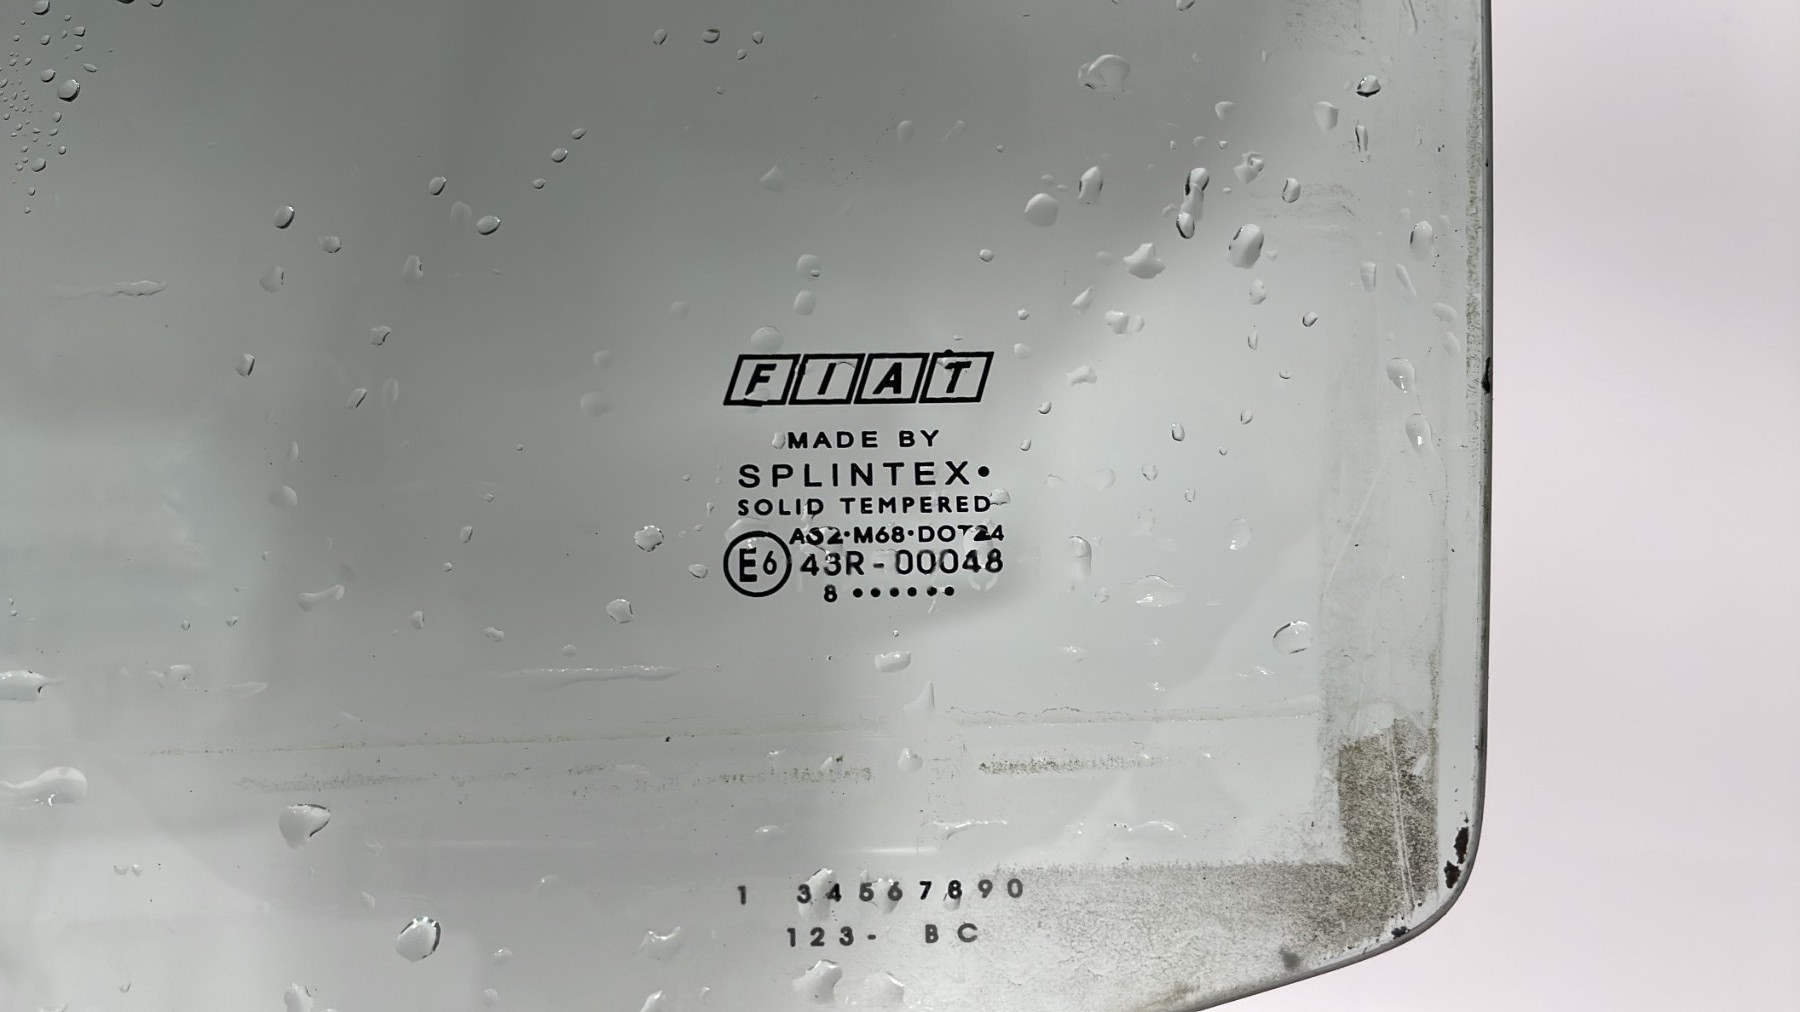 FIAT
MADE BY
SPLINTEX•
SOLID TEMPERED
AS2·M68·DOT24
E6 43R-00048
8 ••••••
1 34567890
123- BC